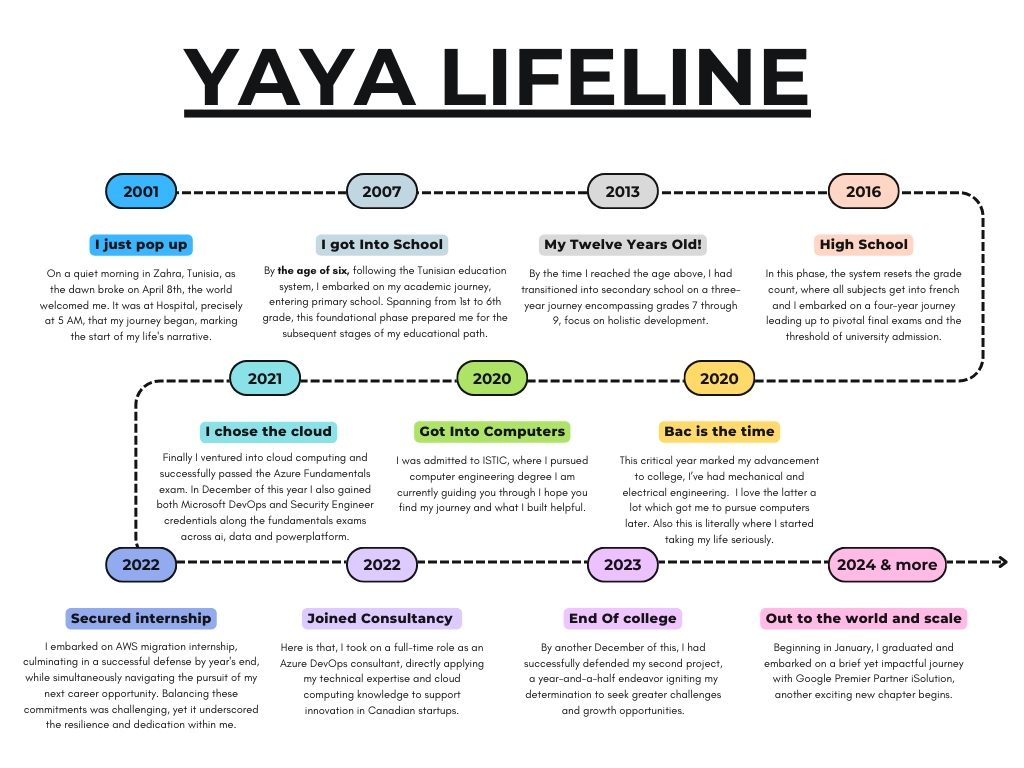 YAYA LIFELINE
2001
2007
2013
2016
I just pop up
On a quiet morning in Zahra, Tunisia, as
the dawn broke on April 8th, the world
welcomed me. It was at Hospital, precisely
at 5 AM, that my journey began, marking
the start of my life's narrative.
I got Into School
By the age of six, following the Tunisian education
system, I embarked on my academic journey,
entering primary school. Spanning from 1st to 6th
grade, this foundational phase prepared me for the
subsequent stages of my educational path.
My Twelve Years Old!
By the time I reached the age above, I had
transitioned into secondary school on a three-
year journey encompassing grades 7 through
9, focus on holistic development.
High School
In this phase, the system resets the grade
count, where all subjects get into french
and I embarked on a four-year journey
leading up to pivotal final exams and the
threshold of university admission.
2021
2020
2020
I chose the cloud
Finally I ventured into cloud computing and
successfully passed the Azure Fundamentals
exam. In December of this year I also gained
both Microsoft DevOps and Security Engineer
credentials along the fundamentals exams
across ai, data and powerplatform.
Got Into Computers
I was admitted to ISTIC, where I pursued
computer engineering degree I am
currently guiding you through I hope you
find my journey and what I built helpful.
Bac is the time
This critical year marked my advancement
to college, I've had mechanical and
electrical engineering. I love the latter a
lot which got me to pursue computers
later. Also this is literally where I started
taking my life seriously.
2022
2022
2023
2024 & more
Secured internship
I embarked on AWS migration internship,
culminating in a successful defense by year's end,
while simultaneously navigating the pursuit of my
next career opportunity. Balancing these
commitments was challenging, yet it underscored
the resilience and dedication within me.
Joined Consultancy
Here is that, I took on a full-time role as an
Azure DevOps consultant, directly applying
my technical expertise and cloud
computing knowledge to support
innovation in Canadian startups.
End Of college
By another December of this, I had
successfully defended my second project,
a year-and-a-half endeavor igniting my
determination to seek greater challenges
and growth opportunities.
Out to the world and scale
Beginning in January, I graduated and
embarked on a brief yet impactful journey
with Google Premier Partner iSolution,
another exciting new chapter begins.